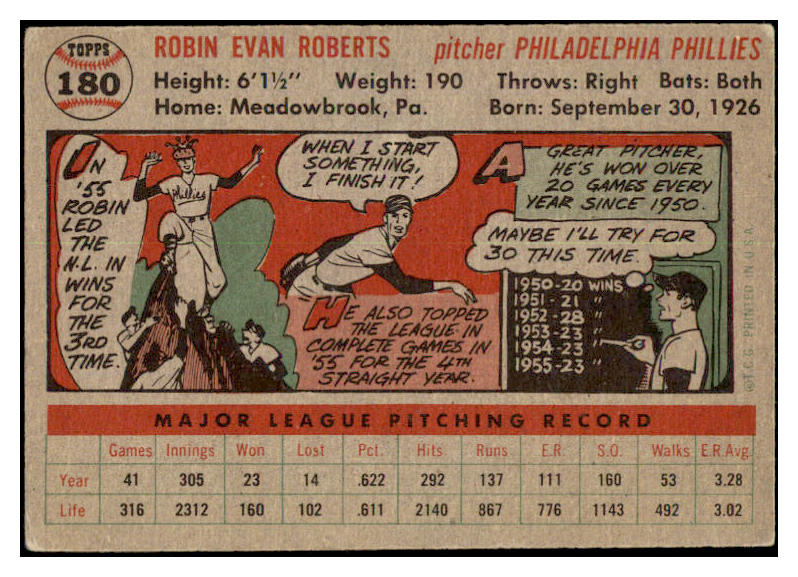 TOPPS
180
ROBIN EVAN ROBERTS pitcher PHILADELPHIA PHILLIES
Height: 6'1½" Weight: 190 Throws: Right Bats: Both
Home: Meadowbrook, Pa. Born: September 30, 1926
IN
'55
ROBIN
LED
THE
N.L. IN
WINS
FOR
THE
3RD
TIME.
Phillies
WHEN I START
SOMETHING,
I FINISH IT!
HE ALSO TOPPED
THE LEAGUE IN
COMPLETE GAMES IN
'55 FOR THE 4TH
STRAIGHT YEAR.
A GREAT PITCHER,
HE'S WON OVER
20 GAMES EVERY
YEAR SINCE 1950.
MAYBE I'LL TRY FOR
30 THIS TIME.
1950-20 WINS
1951-21 "
1952-28 "
1953-23 "
1954-23 "
1955-23 "
©T.C.G. PRINTED IN U.S.A.
MAJOR LEAGUE PITCHING RECORD
Games Innings Won Lost Pct. Hits Runs E.R. S.O. Walks E.R.Avg.
Year 41 305 23 14 .622 292 137 111 160 53 3.28
Life 316 2312 160 102 .611 2140 867 776 1143 492 3.02